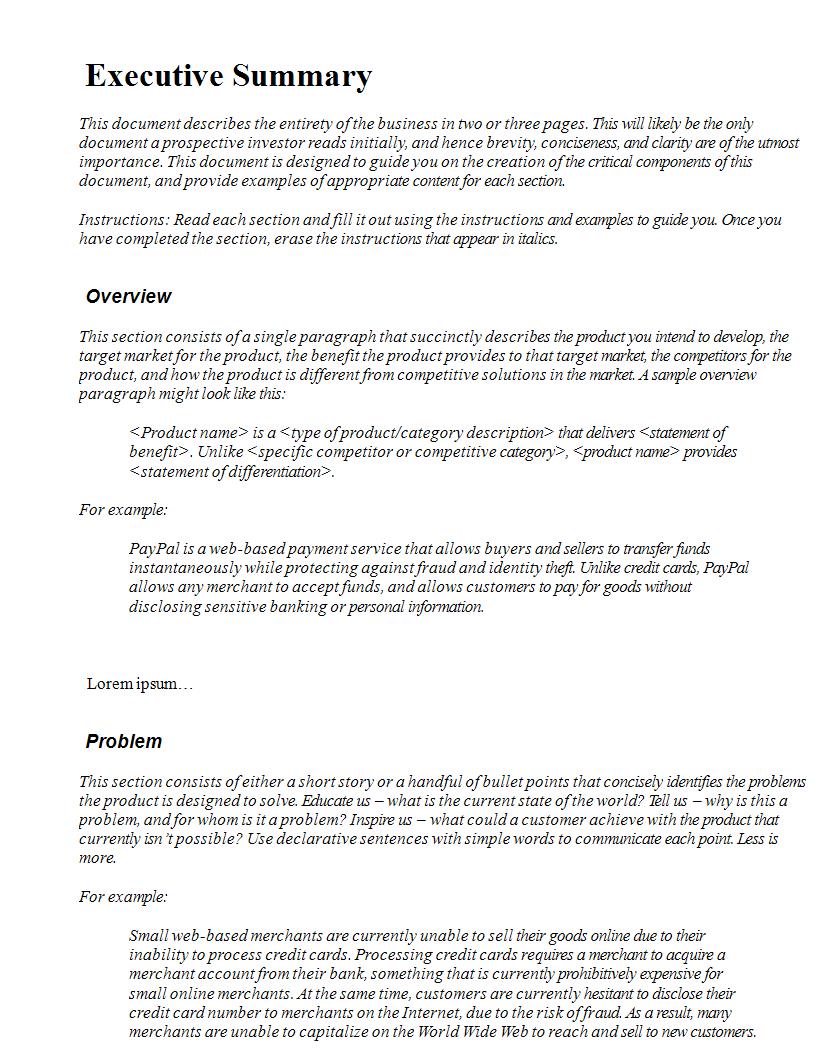 Executive Summary
This document describes the entirety of the business in two or three pages. This will likely be the only
document a prospective investor reads initially, and hence brevity, conciseness, and clarity are of the utmost
importance. This document is designed to guide you on the creation of the critical components of this
document, and provide examples of appropriate content for each section.
Instructions: Read each section and fill it out using the instructions and examples to guide you. Once you
have completed the section, erase the instructions that appear in italics.
Overview
This section consists of a single paragraph that succinctly describes the product you intend to develop, the
target market for the product, the benefit the product provides to that target market, the competitors for the
product, and how the product is different from competitive solutions in the market. A sample overview
paragraph might look like this:
<Product name> is a <type of product/category description> that delivers <statement of
benefit>. Unlike <specific competitor or competitive category>, <product name> provides
<statement of differentiation>.
For example:
PayPal is a web-based payment service that allows buyers and sellers to transfer funds
instantaneously while protecting against fraud and identity theft. Unlike credit cards, PayPal
allows any merchant to accept funds, and allows customers to pay for goods without
disclosing sensitive banking or personal information.
Lorem ipsum…
Problem
This section consists of either a short story or a handful of bullet points that concisely identifies the problems
the product is designed to solve. Educate us – what is the current state of the world? Tell us – why is this a
problem, and for whom is it a problem? Inspire us – what could a customer achieve with the product that
currently isn't possible? Use declarative sentences with simple words to communicate each point. Less is
more.
For example:
Small web-based merchants are currently unable to sell their goods online due to their
inability to process credit cards. Processing credit cards requires a merchant to acquire a
merchant account from their bank, something that is currently prohibitively expensive for
small online merchants. At the same time, customers are currently hesitant to disclose their
credit card number to merchants on the Internet, due to the risk of fraud. As a result, many
merchants are unable to capitalize on the World Wide Web to reach and sell to new customers.